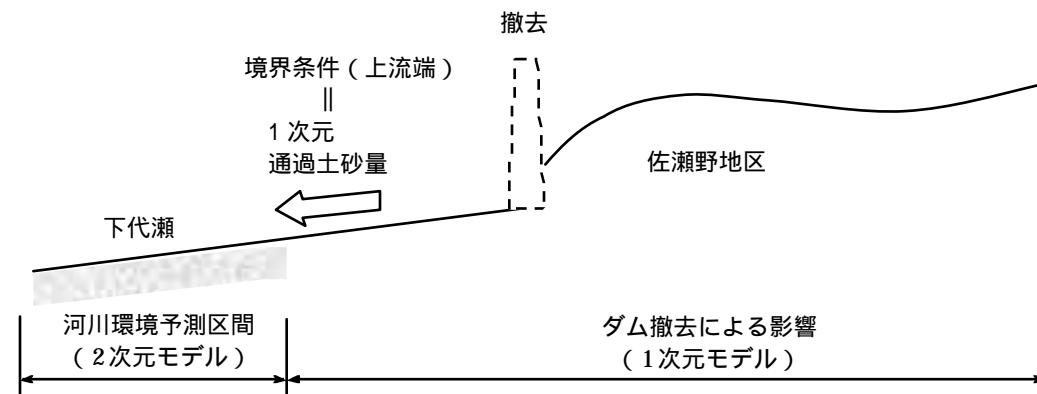 撤去
境界条件（上流端）
||
1 次元
通過土砂量
佐瀬野地区
下代瀬
河川環境予測区間
（2次元モデル）
ダム撤去による影響
（1次元モデル）